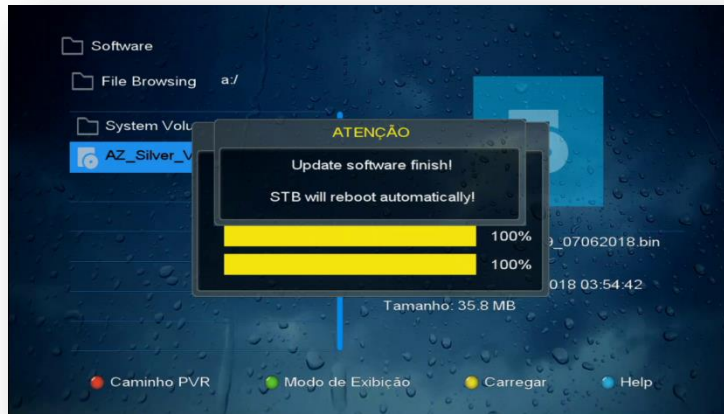 Software
File Browsing a:/
System Volu
AZ_Silver_V
ATENÇÃO
Update software finish!
STB will reboot automatically!
100%
9_07062018.bin
100%
018 03:54:42
Tamanho: 35.8 MB
Caminho PVR Modo de Exibição Carregar Help